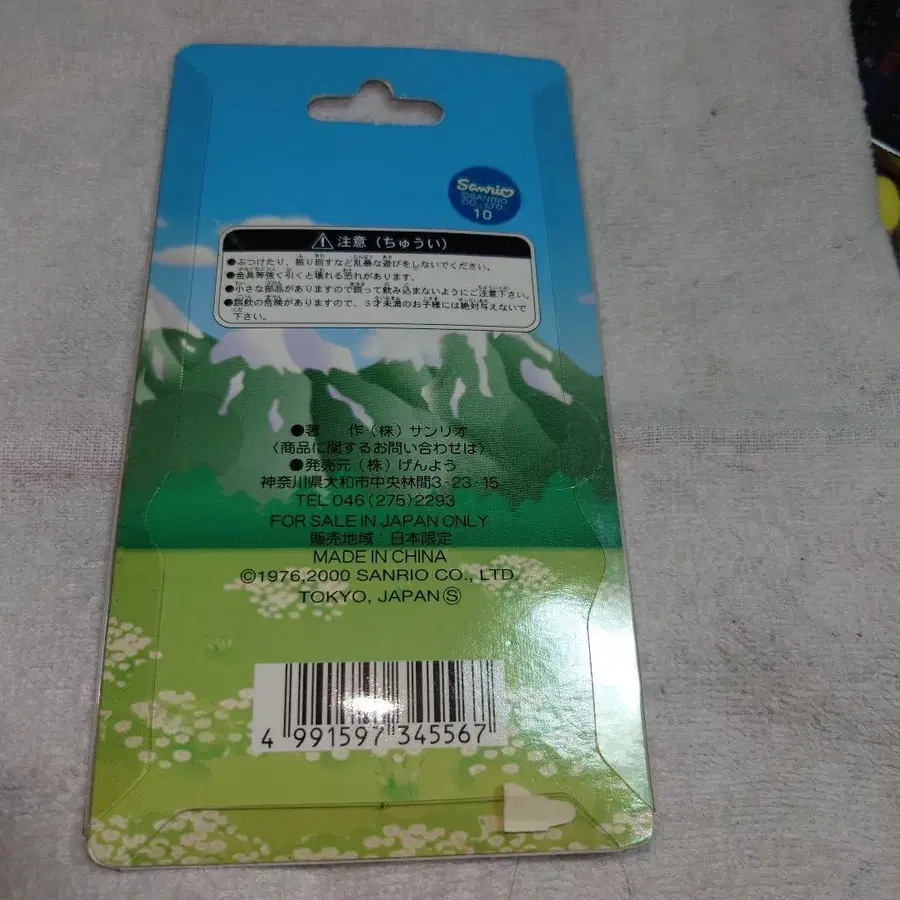 Sanrio
©SANRIO
CO., LTD.
10
注意（ちゅうい）
●ぶつけたり、振り回すなど乱暴な遊びをしないでください。
●金具等強く引くと壊れる恐れがあります。
●小さな部品がありますので誤って飲み込まないようにご注意下さい。
●誤飲の危険がありますので、3才未満のお子様には絶対与えないで
下さい。
●著　作（株）サンリオ
〈商品に関するお問い合わせは〉
●発売元（株）げんよう
神奈川県大和市中央林間3-23-15
TEL 046(275)2293
FOR SALE IN JAPAN ONLY
販売地域：日本限定
MADE IN CHINA
©1976,2000 SANRIO CO., LTD.
TOKYO, JAPAN Ⓢ
4 991597 345567